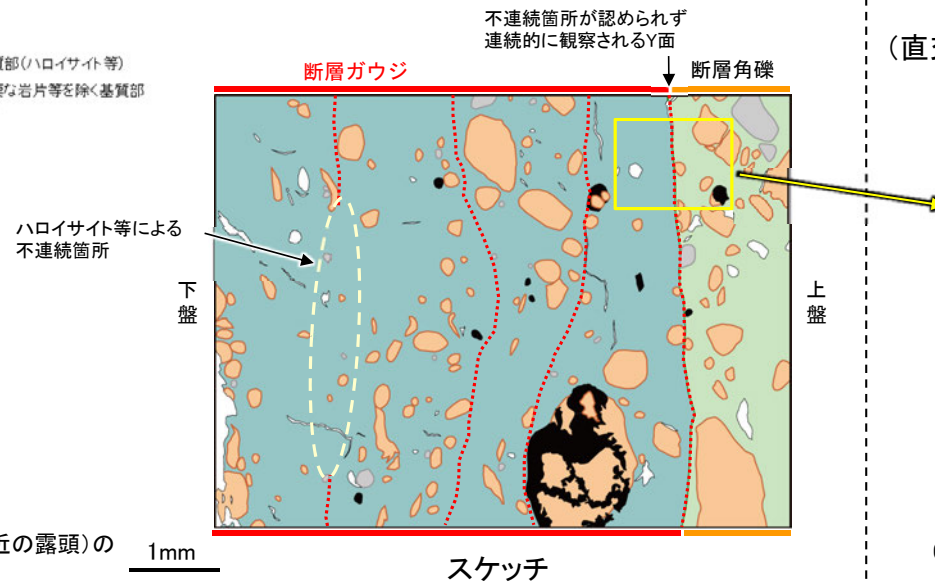 不連続箇所が認められず
連続的に観察されるY面
(直
質部(ハロイサイト等)
な岩片等を除く基質部
断層ガウジ
断層角礫
ハロイサイト等による
不連続箇所
下盤
上盤
近の露頭)の
1mm
スケッチ